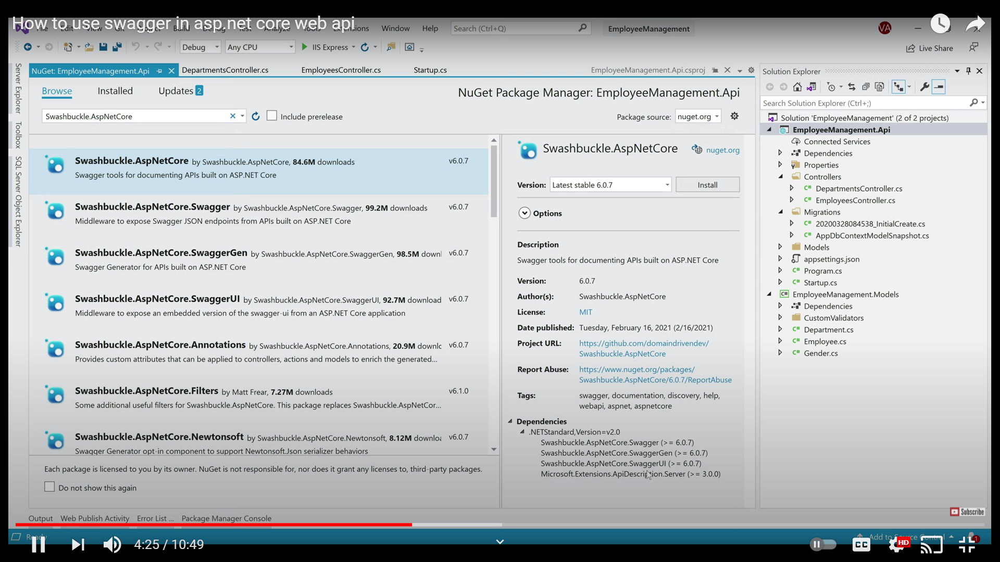 How to use swagger in asp.net core web api
Window Help Search (Ctrl+Q) EmployeeManagement VA
Debug Any CPU IIS Express Live Share
NuGet: EmployeeManagement.Api DepartmentsController.cs EmployeesController.cs Startup.cs EmployeeManagement.Api.csproj
Server Explorer
Toolbox
SQL Server Object Explorer
Browse Installed Updates 2
NuGet Package Manager: EmployeeManagement.Api
Swashbuckle.AspNetCore Include prerelease Package source: nuget.org
Swashbuckle.AspNetCore by Swashbuckle.AspNetCore, 84.6M downloads v6.0.7
Swagger tools for documenting APIs built on ASP.NET Core
Swashbuckle.AspNetCore.Swagger by Swashbuckle.AspNetCore.Swagger, 99.2M downloads v6.0.7
Middleware to expose Swagger JSON endpoints from APIs built on ASP.NET Core
Swashbuckle.AspNetCore.SwaggerGen by Swashbuckle.AspNetCore.SwaggerGen, 98.5M downl v6.0.7
Swagger Generator for APIs built on ASP.NET Core
Swashbuckle.AspNetCore.SwaggerUI by Swashbuckle.AspNetCore.SwaggerUI, 92.7M download v6.0.7
Middleware to expose an embedded version of the swagger-ui from an ASP.NET Core application
Swashbuckle.AspNetCore.Annotations by Swashbuckle.AspNetCore.Annotations, 20.9M downlo v6.0.7
Provides custom attributes that can be applied to controllers, actions and models to enrich the generated...
Swashbuckle.AspNetCore.Filters by Matt Frear, 7.27M downloads v6.1.0
Some additional useful filters for Swashbuckle.AspNetCore. This package replaces Swashbuckle.AspNetCor...
Swashbuckle.AspNetCore.Newtonsoft by Swashbuckle.AspNetCore.Newtonsoft, 8.12M downloa v6.0.7
Swagger Generator opt-in component to support Newtonsoft.Json serializer behaviors
Each package is licensed to you by its owner. NuGet is not responsible for, nor does it grant any licenses to, third-party packages.
Do not show this again
Swashbuckle.AspNetCore nuget.org
Version: Latest stable 6.0.7 Install
Options
Description
Swagger tools for documenting APIs built on ASP.NET Core
Version: 6.0.7
Author(s): Swashbuckle.AspNetCore
License: MIT
Date published: Tuesday, February 16, 2021 (2/16/2021)
Project URL: https://github.com/domaindrivendev/
Swashbuckle.AspNetCore
Report Abuse: https://www.nuget.org/packages/
Swashbuckle.AspNetCore/6.0.7/ReportAbuse
Tags: swagger, documentation, discovery, help,
webapi, aspnet, aspnetcore
Dependencies
.NETStandard,Version=v2.0
Swashbuckle.AspNetCore.Swagger (>= 6.0.7)
Swashbuckle.AspNetCore.SwaggerGen (>= 6.0.7)
Swashbuckle.AspNetCore.SwaggerUI (>= 6.0.7)
Microsoft.Extensions.ApiDescription.Server (>= 3.0.0)
Solution Explorer
Search Solution Explorer (Ctrl+;)
Solution 'EmployeeManagement' (2 of 2 projects)
EmployeeManagement.Api
Connected Services
Dependencies
Properties
Controllers
C# DepartmentsController.cs
C# EmployeesController.cs
Migrations
C# 20200328084538_InitialCreate.cs
C# AppDbContextModelSnapshot.cs
Models
appsettings.json
C# Program.cs
C# Startup.cs
C# EmployeeManagement.Models
Dependencies
CustomValidators
C# Department.cs
C# Employee.cs
C# Gender.cs
Subscribe
Output Web Publish Activity Error List ... Package Manager Console
Ready Add to Source Control 1
4:25 / 10:49 CC HD